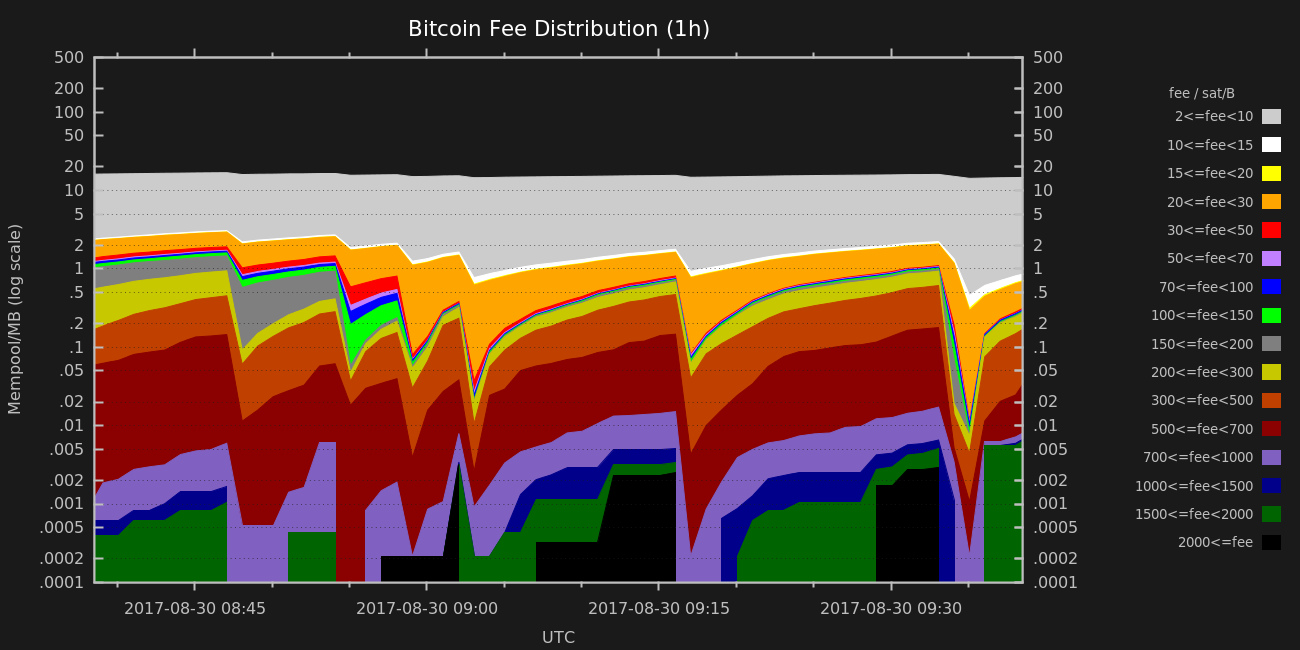 Bitcoin Fee Distribution (1h)
500 500
200 200
100 100
50 50
20 20
10 10
5 5
2 2
1 1
.5 .5
.2 .2
.1 .1
.05 .05
.02 .02
.01 .01
.005 .005
.002 .002
.001 .001
.0005 .0005
.0002 .0002
.0001 .0001
Mempool/MB (log scale)
2017-08-30 08:45 2017-08-30 09:00 2017-08-30 09:15 2017-08-30 09:30
UTC
fee / sat/B
2<=fee<10
10<=fee<15
15<=fee<20
20<=fee<30
30<=fee<50
50<=fee<70
70<=fee<100
100<=fee<150
150<=fee<200
200<=fee<300
300<=fee<500
500<=fee<700
700<=fee<1000
1000<=fee<1500
1500<=fee<2000
2000<=fee